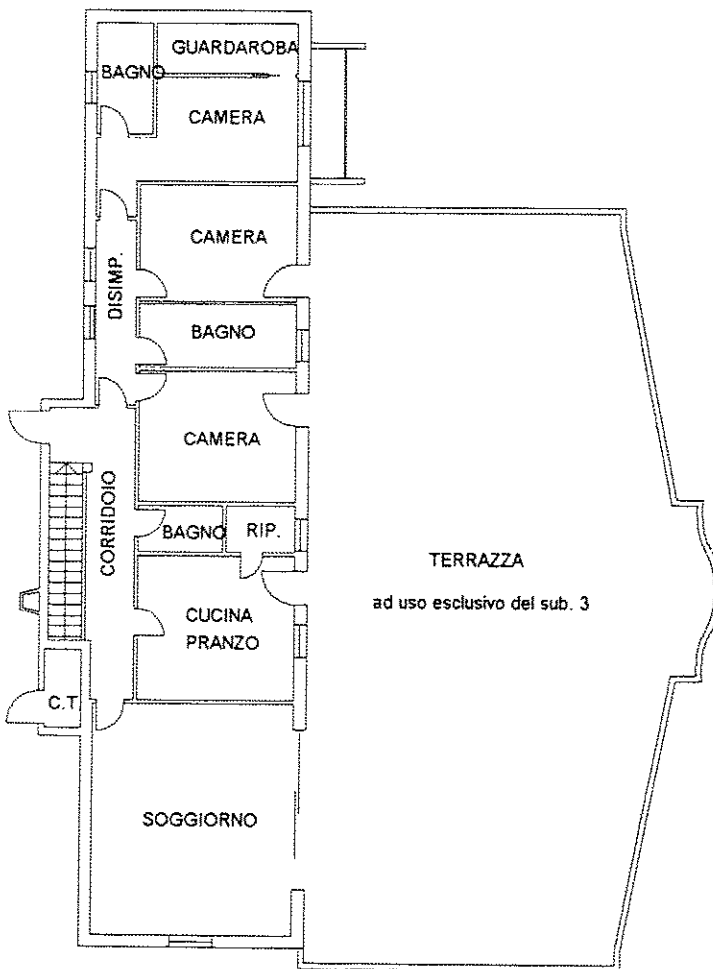 GUARDAROBA
BAGNO
CAMERA
CAMERA
DISIMP.
BAGNO
CAMERA
CORRIDOIO
BAGNO
RIP.
TERRAZZA
ad uso esclusivo del sub. 3
CUCINA
PRANZO
C.T.
SOGGIORNO